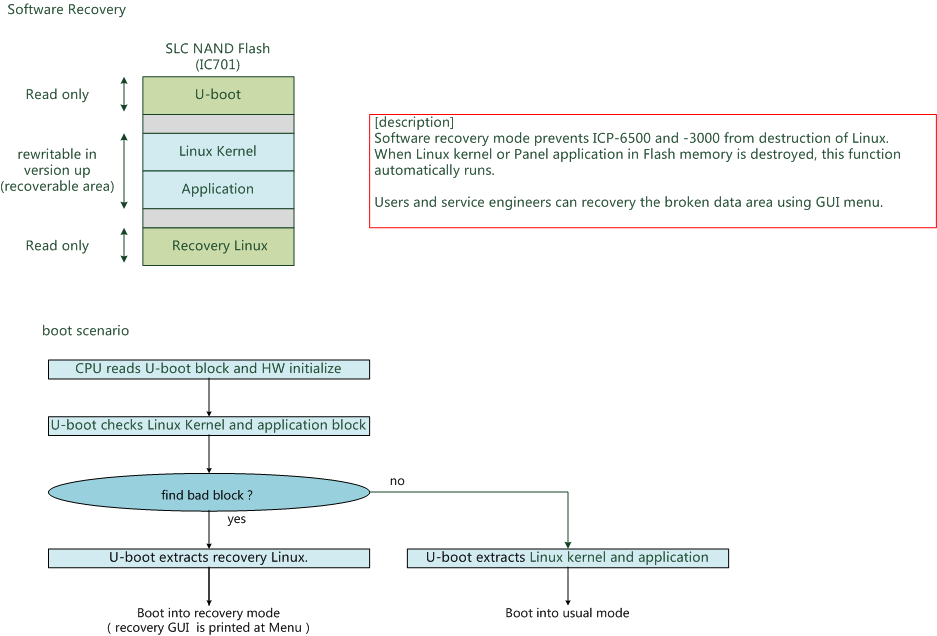 Software Recovery
SLC NAND Flash
(IC701)
Read only
U-boot
rewritable in
version up
(recoverable area)
Linux Kernel
Application
Read only
Recovery Linux
[description]
Software recovery mode prevents ICP-6500 and -3000 from destruction of Linux.
When Linux kernel or Panel application in Flash memory is destroyed, this function
automatically runs.
Users and service engineers can recovery the broken data area using GUI menu.
boot scenario
CPU reads U-boot block and HW initialize
U-boot checks Linux Kernel and application block
find bad block ?
no
yes
U-boot extracts recovery Linux.
U-boot extracts Linux kernel and application
Boot into recovery mode
( recovery GUI is printed at Menu )
Boot into usual mode